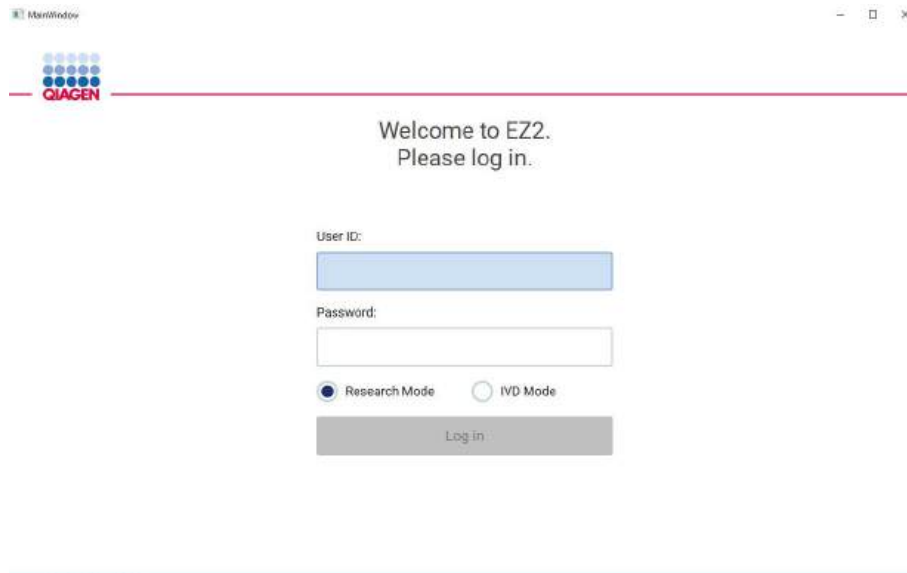 MainWindow
QIAGEN
Welcome to EZ2.
Please log in.
User ID:
Password:
Research Mode
IVD Mode
Log in